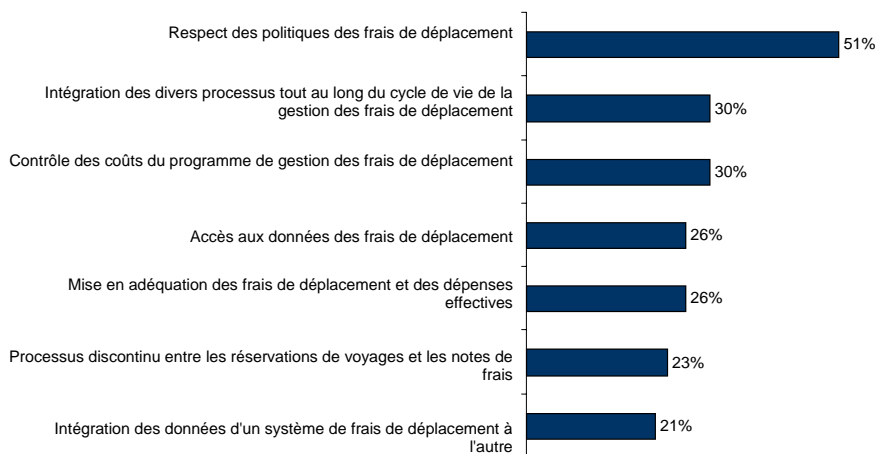 Respect des politiques des frais de déplacement
51%
Intégration des divers processus tout au long du cycle de vie de la
gestion des frais de déplacement
30%
Contrôle des coûts du programme de gestion des frais de déplacement
30%
Accès aux données des frais de déplacement
26%
Mise en adéquation des frais de déplacement et des dépenses
effectives
26%
Processus discontinu entre les réservations de voyages et les notes de
frais
23%
Intégration des données d'un système de frais de déplacement à
l'autre
21%